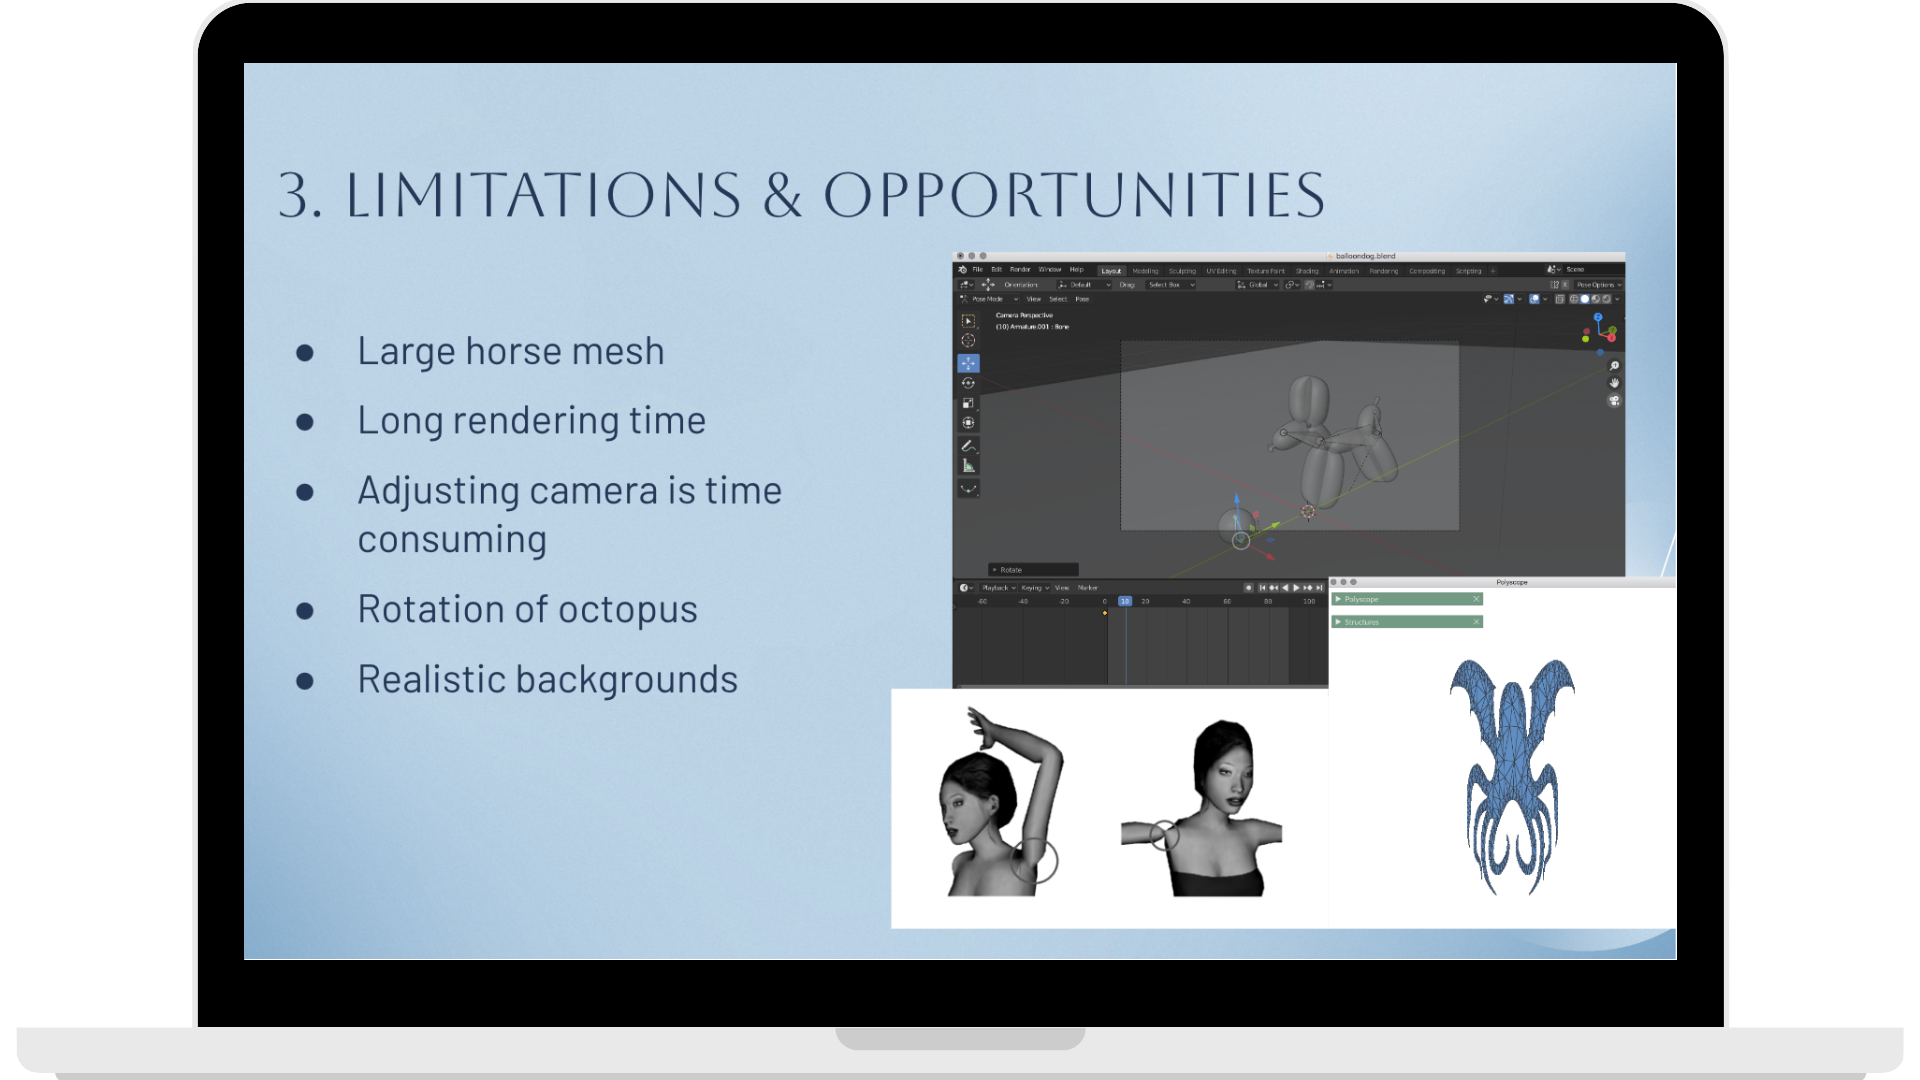 3. LIMITATIONS & OPPORTUNITIES
● Large horse mesh
● Long rendering time
● Adjusting camera is time
consuming
● Rotation of octopus
● Realistic backgrounds
balloondog.blend
File Edit Render Window Help Layout Modeling Sculpting UV Editing Texture Paint Shading Animation Rendering Compositing Scripting + Scene
Orientation: Default Drag: Select Box Global Pose Options
Pose Mode View Select Pose
Camera Perspective
(10) Armature.001 : Bone
Z
Rotate
Playback Keying View Marker
-60 -40 -20 0 10 20 40 60 80 100
Polyscope
Polyscope
Structures